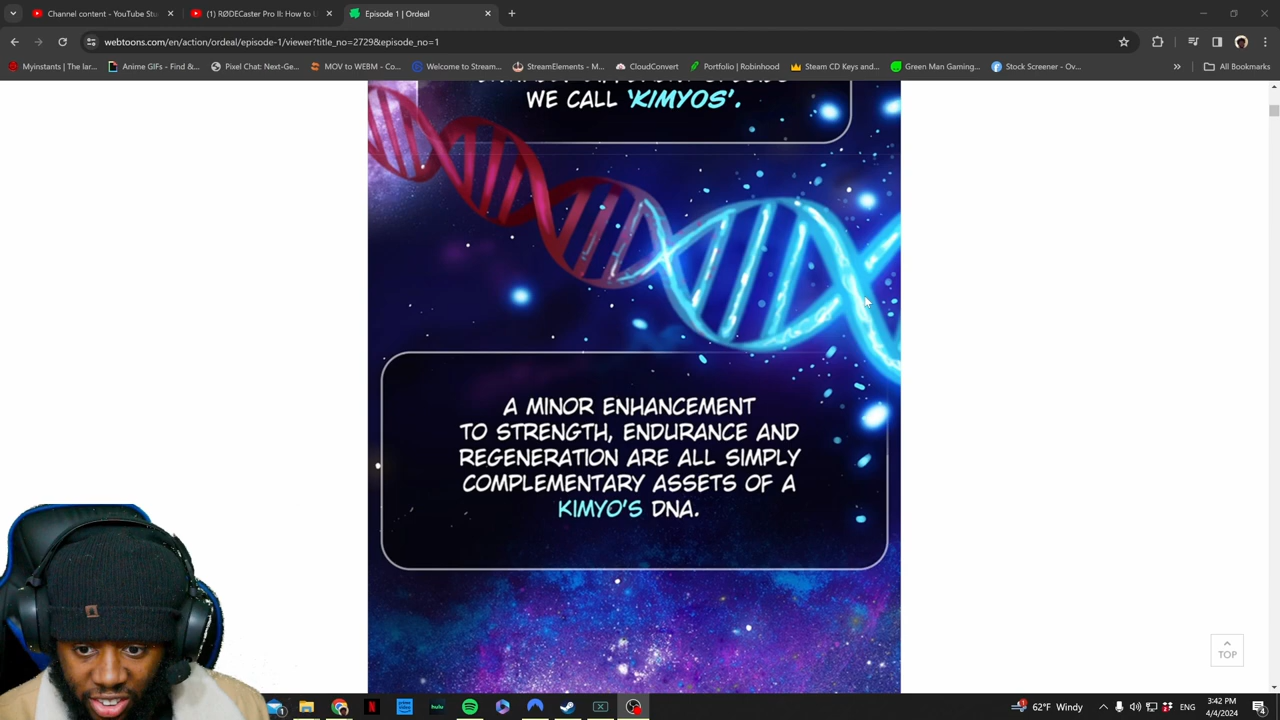 Channel content - YouTube Stu
(1) RØDECaster Pro II: How to U
Episode 1 | Ordeal
webtoons.com/en/action/ordeal/episode-1/viewer?title_no=2729&episode_no=1
Myinstants | The lar...
Anime GIFs - Find &...
Pixel Chat: Next-Ge...
MOV to WEBM - Co...
Welcome to Stream...
StreamElements - M...
CloudConvert
Portfolio | Robinhood
Steam CD Keys and...
Green Man Gaming...
Stock Screener - Ov...
All Bookmarks
WE CALL 'KIMYOS'.
A MINOR ENHANCEMENT
TO STRENGTH, ENDURANCE AND
REGENERATION ARE ALL SIMPLY
COMPLEMENTARY ASSETS OF A
KIMYO'S DNA.
TOP
hulu
62°F Windy
ENG
3:42 PM
4/4/2024